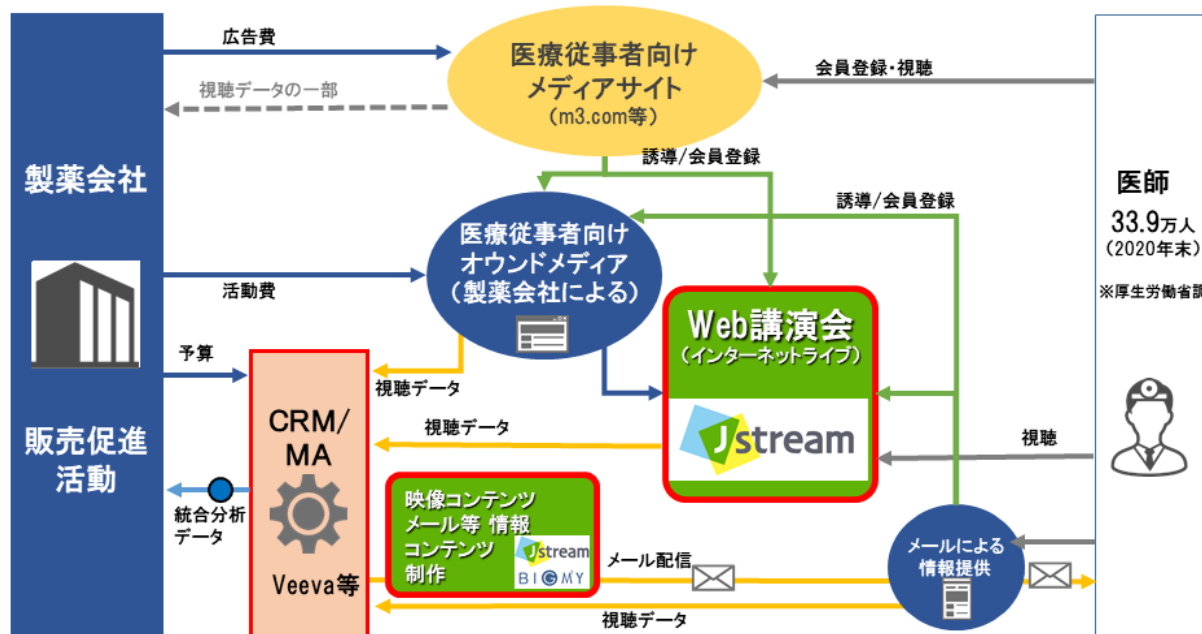 広告費
視聴データの一部
医療従事者向け
メディアサイト
(m3.com等)
会員登録・視聴
誘導/会員登録
製薬会社
医療従事者向け
オウンドメディア
(製薬会社による)
誘導/会員登録
医師
33.9万人
(2020年末)
※厚生労働省調
活動費
Web講演会
(インターネットライブ)
Jstream
予算
視聴データ
販売促進
活動
CRM/
MA
視聴データ
視聴
統合分析
データ
映像コンテンツ
メール等 情報
コンテンツ
制作
Jstream
BIGMY
メール配信
メールによる
情報提供
Veeva等
視聴データ